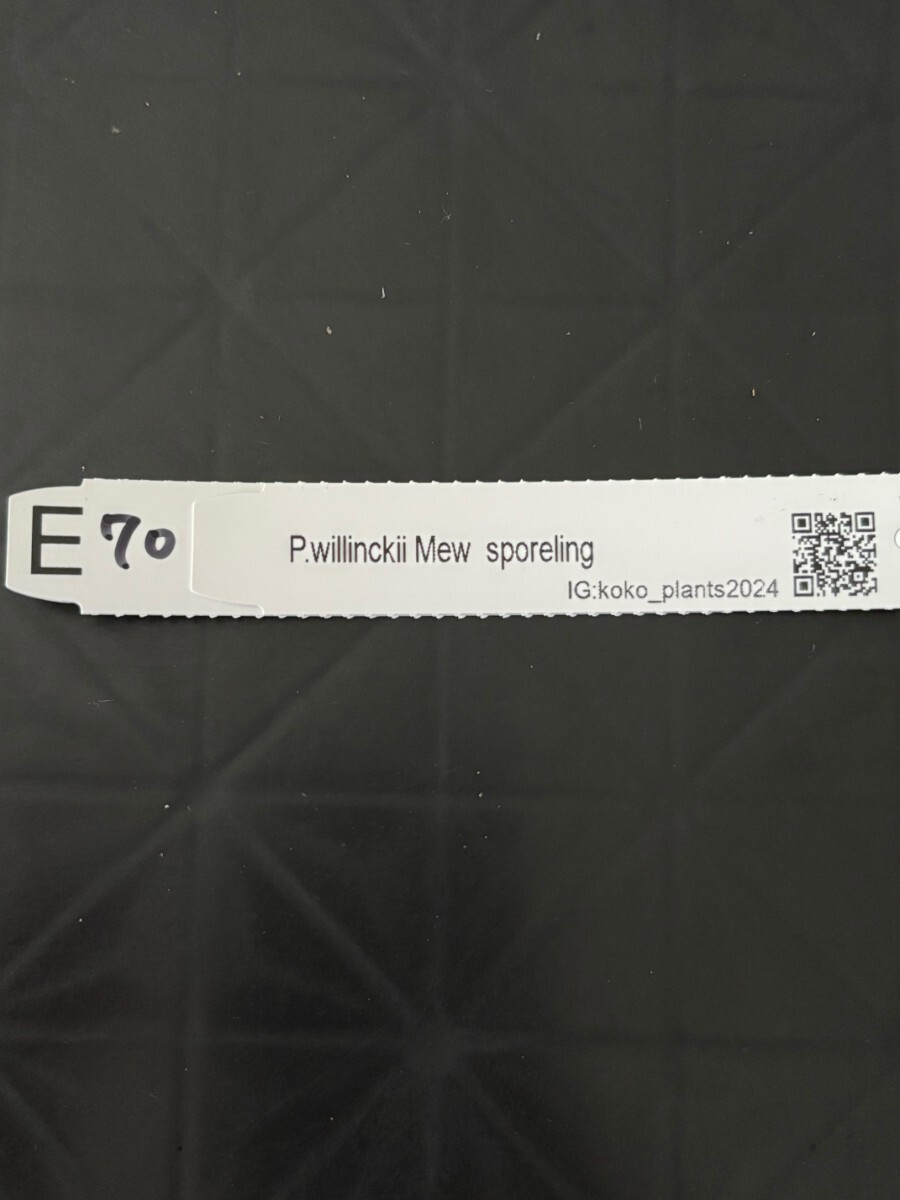 E 70
P.willinckii Mew sporeling
IG:koko_plants2024